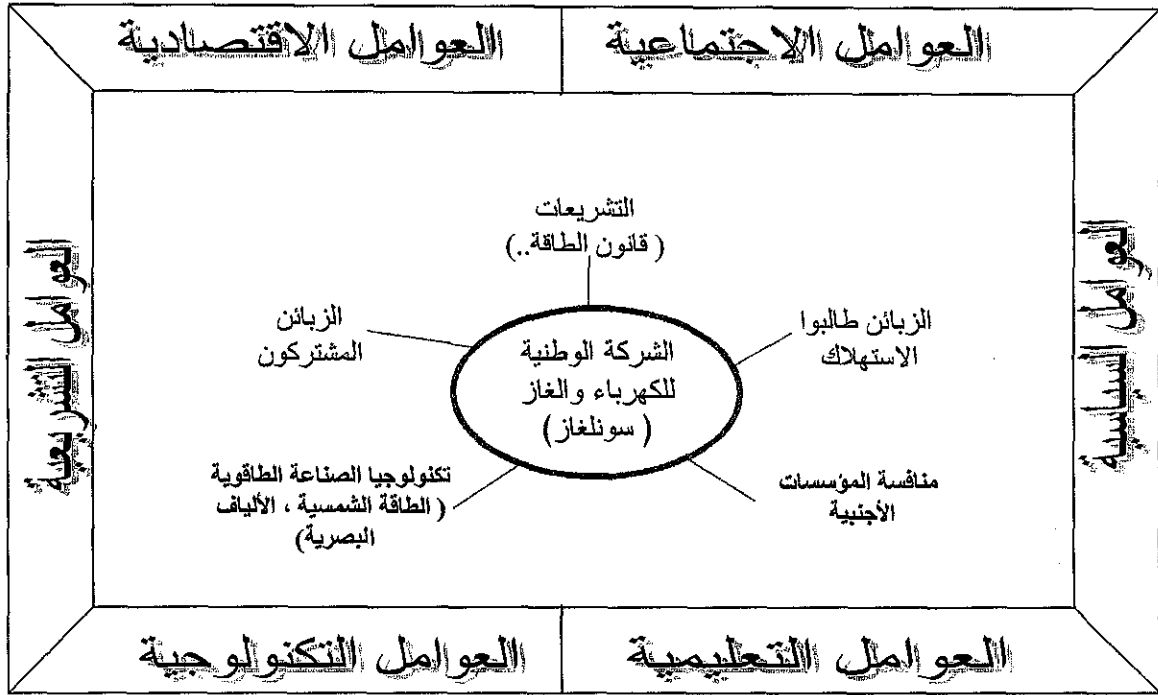 العوامل الاجتماعية
العوامل الاقتصادية
العوامل السياسية
التشريعات
( قانون الطاقة..)
الزبائن طالبوا
الاستهلاك
الزبائن
المشتركون
الشركة الوطنية
للكهرباء والغاز
( سونلغاز)
منافسة المؤسسات
الأجنبية
تكنولوجيا الصناعة الطاقوية
( الطاقة الشمسية ، الألياف
البصرية)
العوامل التشريعية
العوامل التعليمية
العوامل التكنولوجية